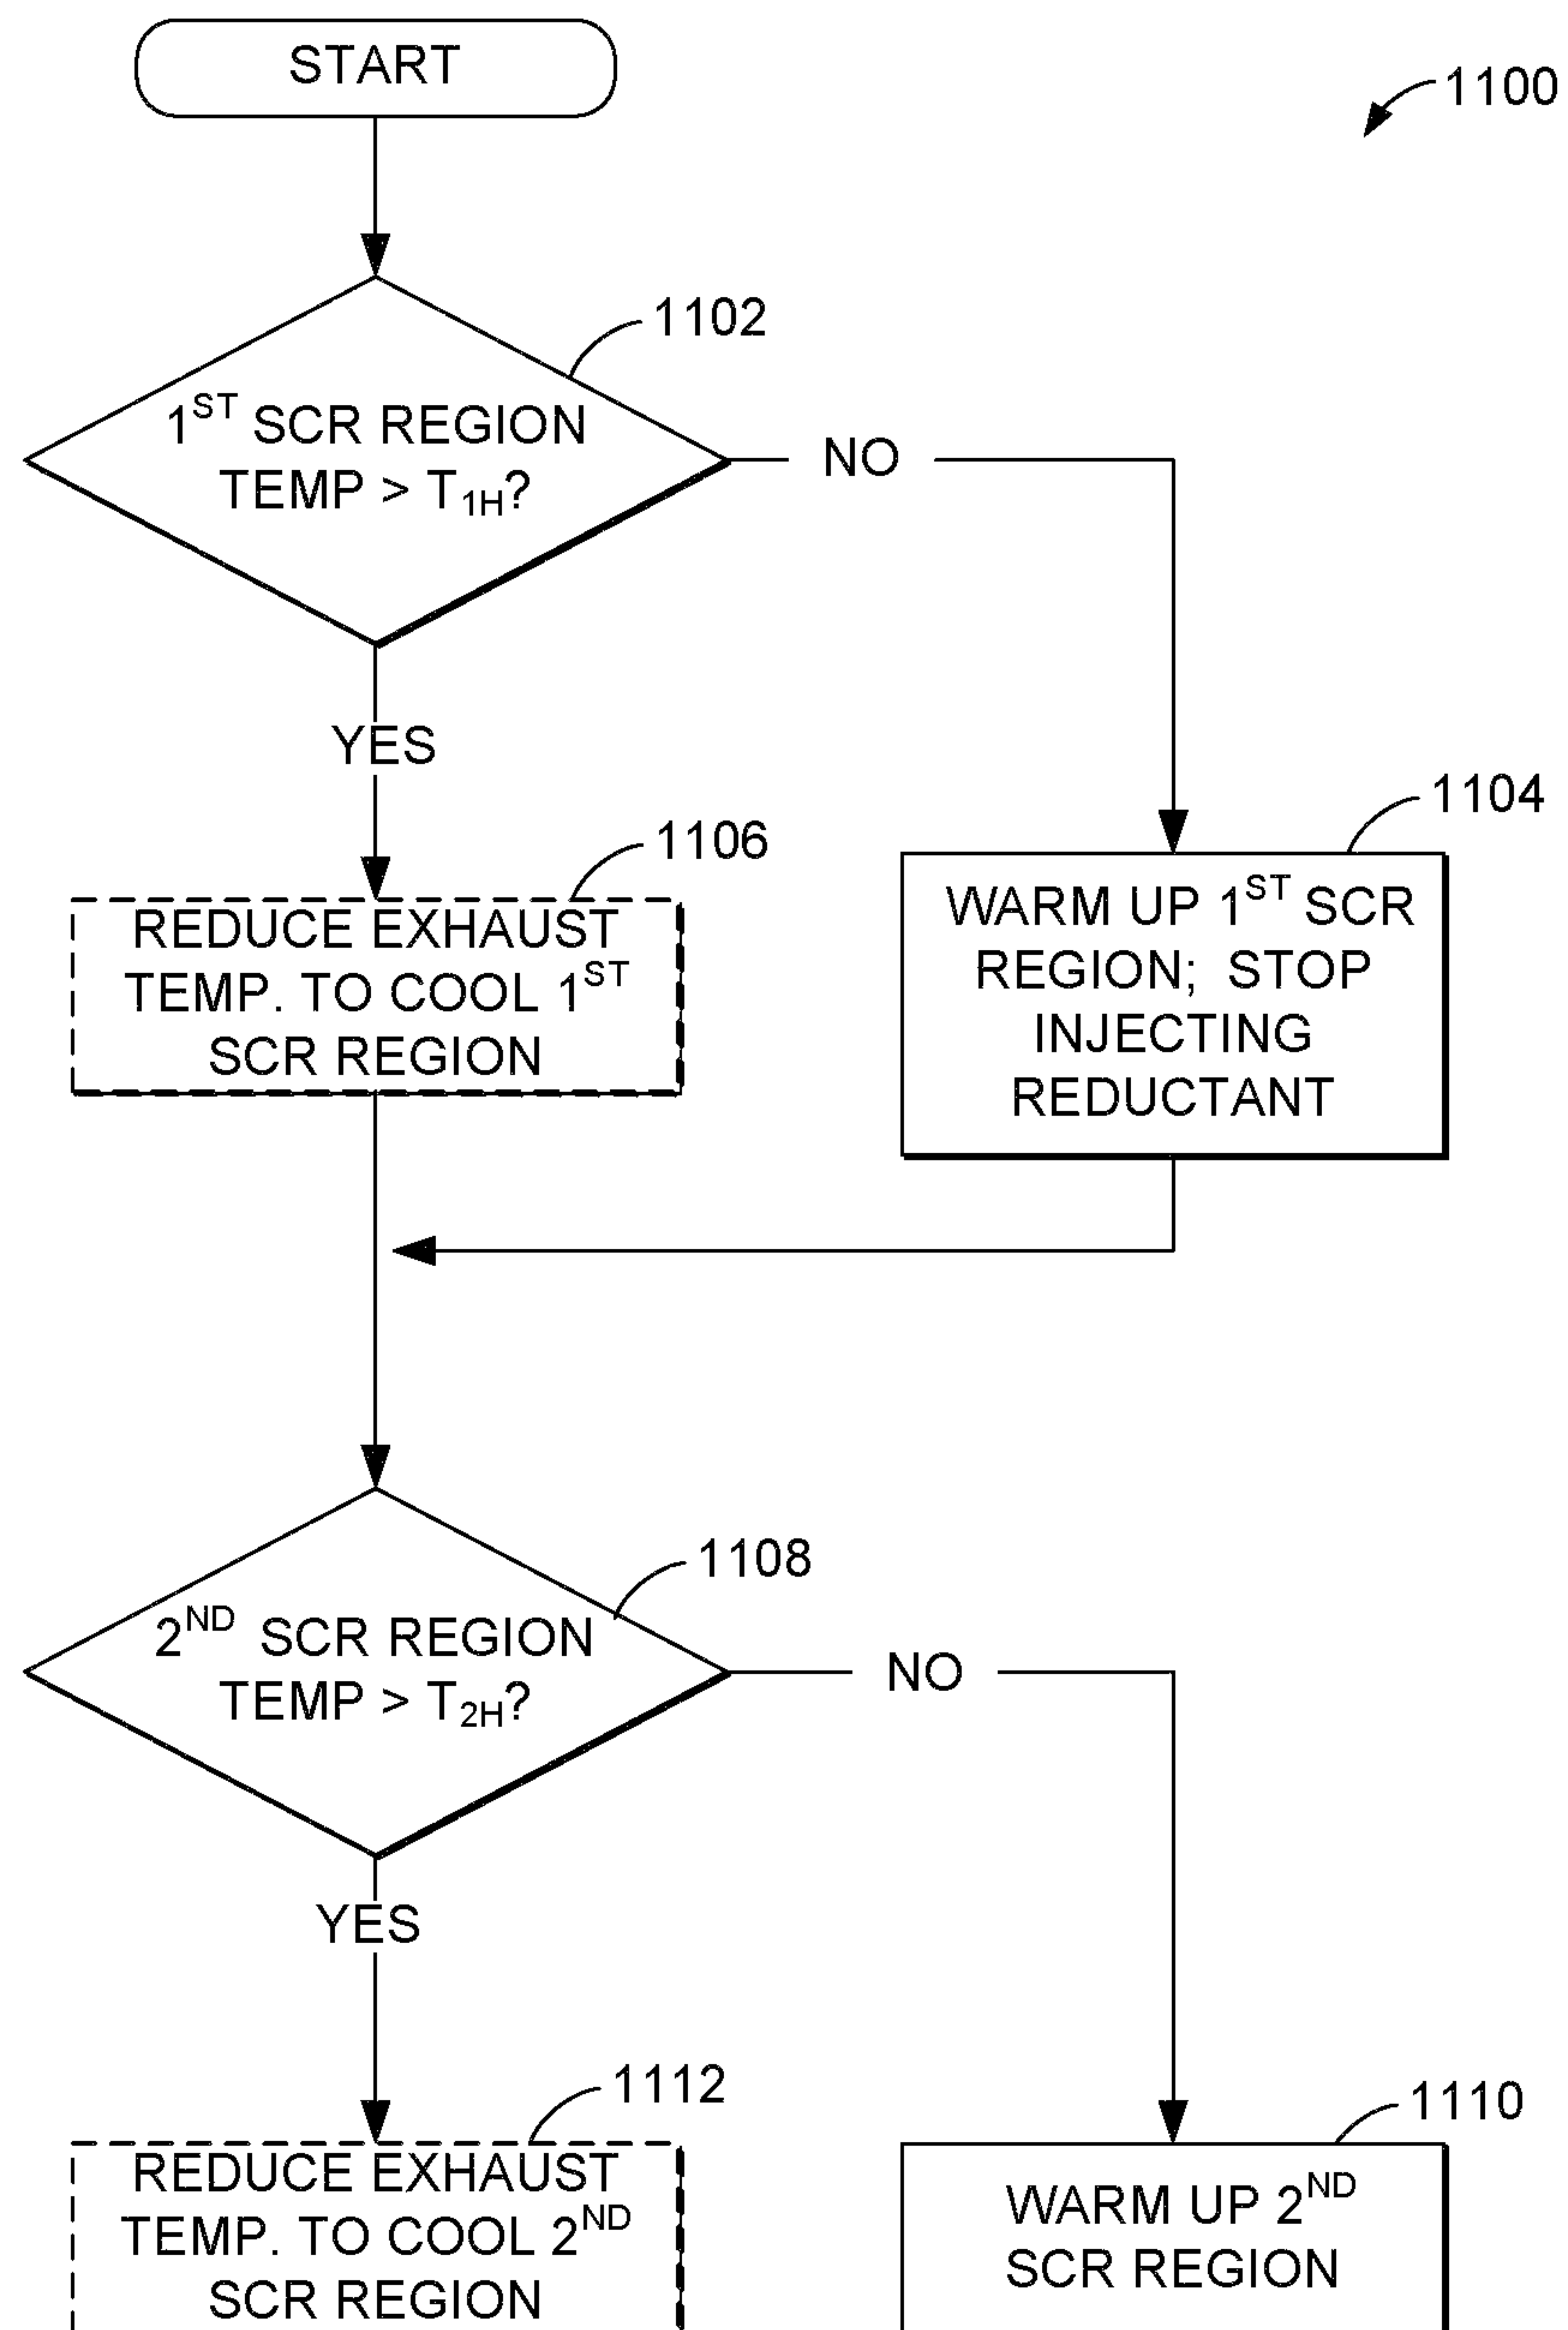 START
1100
1102
1ST SCR REGION
TEMP > T1H?
NO
YES
1104
1106
REDUCE EXHAUST
TEMP. TO COOL 1ST
SCR REGION
WARM UP 1ST SCR
REGION; STOP
INJECTING
REDUCTANT
1108
2ND SCR REGION
TEMP > T2H?
NO
YES
1112
1110
REDUCE EXHAUST
TEMP. TO COOL 2ND
SCR REGION
WARM UP 2ND
SCR REGION